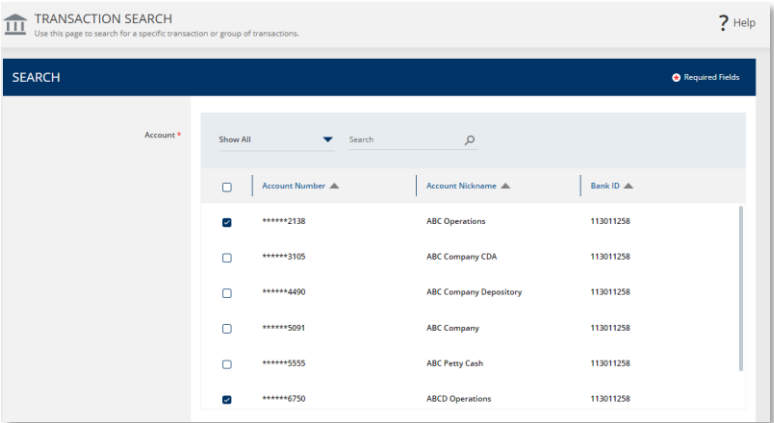 TRANSACTION SEARCH
Use this page to search for a specific transaction or group of transactions.
? Help
SEARCH
Required Fields
Account *
Show All
Search
Account Number Account Nickname Bank ID
******2138 ABC Operations 113011258
******3105 ABC Company CDA 113011258
******4490 ABC Company Depository 113011258
******5091 ABC Company 113011258
******5555 ABC Petty Cash 113011258
******6750 ABCD Operations 113011258